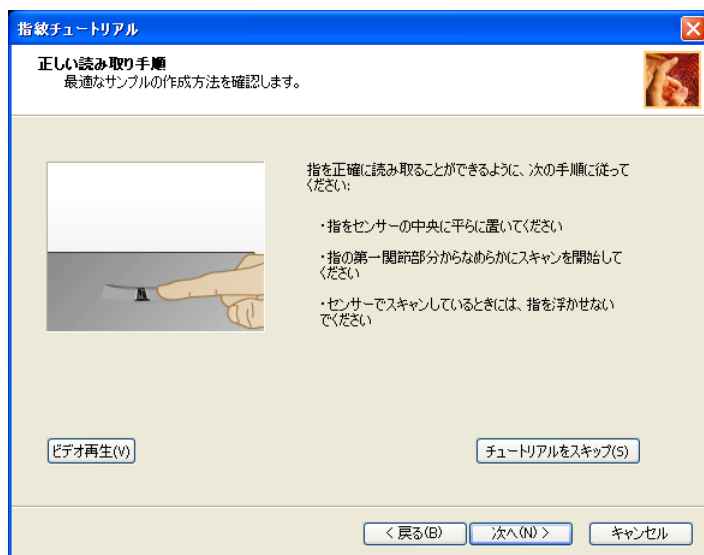 指紋チュートリアル
正しい読み取り手順
最適なサンプルの作成方法を確認します。
指を正確に読み取ることができるように、次の手順に従って
ください:
・指をセンサーの中央に平らに置いてください
・指の第一関節部分からなめらかにスキャンを開始して
ください
・センサーでスキャンしているときには、指を浮かせない
でください
ビデオ再生(V)
チュートリアルをスキップ(S)
< 戻る(B)
次へ(N) >
キャンセル